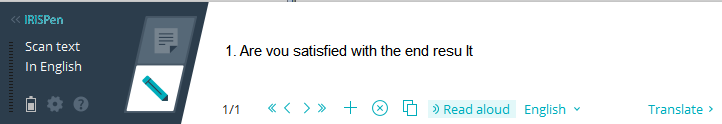 << IRISPen
Scan text
In English
1. Are vou satisfied with the end resu lt
1/1
Read aloud
English
Translate >